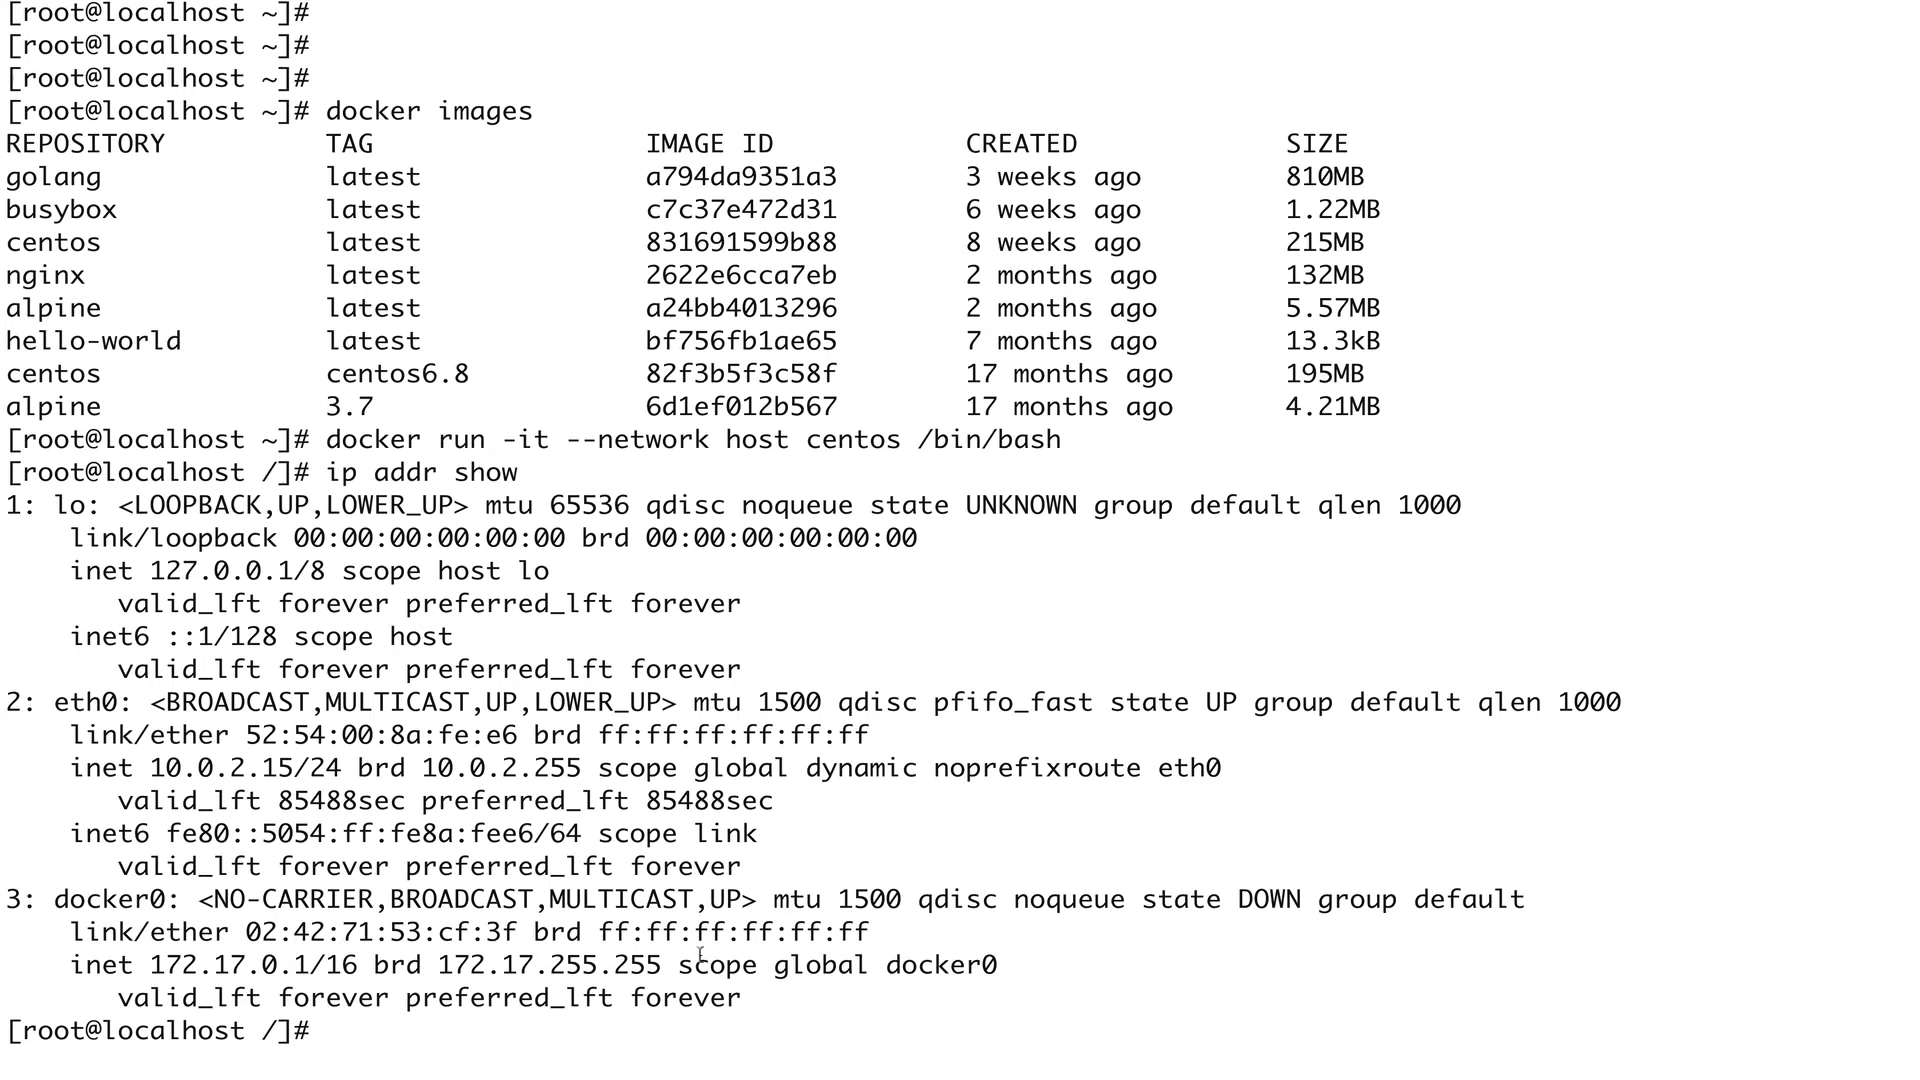 [root@localhost ~]#
[root@localhost ~]#
[root@localhost ~]#
[root@localhost ~]# docker images
REPOSITORY TAG IMAGE ID CREATED SIZE
golang latest a794da9351a3 3 weeks ago 810MB
busybox latest c7c37e472d31 6 weeks ago 1.22MB
centos latest 831691599b88 8 weeks ago 215MB
nginx latest 2622e6cca7eb 2 months ago 132MB
alpine latest a24bb4013296 2 months ago 5.57MB
hello-world latest bf756fb1ae65 7 months ago 13.3kB
centos centos6.8 82f3b5f3c58f 17 months ago 195MB
alpine 3.7 6d1ef012b567 17 months ago 4.21MB
[root@localhost ~]# docker run -it --network host centos /bin/bash
[root@localhost /]# ip addr show
1: lo: <LOOPBACK,UP,LOWER_UP> mtu 65536 qdisc noqueue state UNKNOWN group default qlen 1000
    link/loopback 00:00:00:00:00:00 brd 00:00:00:00:00:00
    inet 127.0.0.1/8 scope host lo
       valid_lft forever preferred_lft forever
    inet6 ::1/128 scope host
       valid_lft forever preferred_lft forever
2: eth0: <BROADCAST,MULTICAST,UP,LOWER_UP> mtu 1500 qdisc pfifo_fast state UP group default qlen 1000
    link/ether 52:54:00:8a:fe:e6 brd ff:ff:ff:ff:ff:ff
    inet 10.0.2.15/24 brd 10.0.2.255 scope global dynamic noprefixroute eth0
       valid_lft 85488sec preferred_lft 85488sec
    inet6 fe80::5054:ff:fe8a:fee6/64 scope link
       valid_lft forever preferred_lft forever
3: docker0: <NO-CARRIER,BROADCAST,MULTICAST,UP> mtu 1500 qdisc noqueue state DOWN group default
    link/ether 02:42:71:53:cf:3f brd ff:ff:ff:ff:ff:ff
    inet 172.17.0.1/16 brd 172.17.255.255 scope global docker0
       valid_lft forever preferred_lft forever
[root@localhost /]#